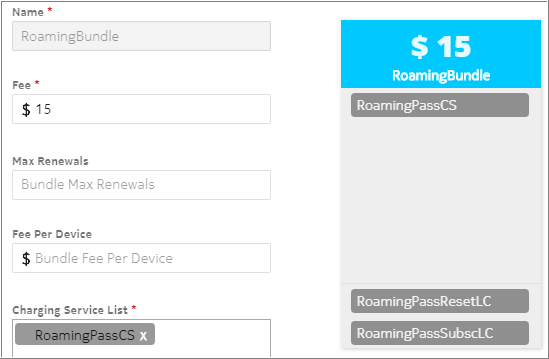 Name *
RoamingBundle
Fee *
$ 15
Max Renewals
Bundle Max Renewals
Fee Per Device
$ Bundle Fee Per Device
Charging Service List *
RoamingPassCS x
$ 15
RoamingBundle
RoamingPassCS
RoamingPassResetLC
RoamingPassSubscLC